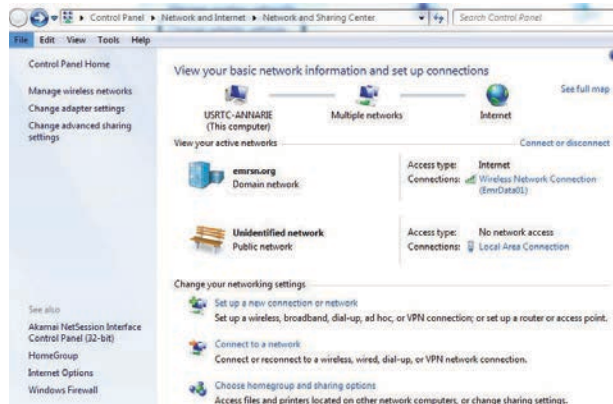 Control Panel ▸ Network and Internet ▸ Network and Sharing Center
Search Control Panel
File Edit View Tools Help
Control Panel Home
Manage wireless networks
Change adapter settings
Change advanced sharing
settings
View your basic network information and set up connections
See full map
USRTC-ANNARIE
(This computer)
Multiple networks
Internet
View your active networks
Connect or disconnect
emrsn.org
Domain network
Access type: Internet
Connections: Wireless Network Connection
(EmrData01)
Unidentified network
Public network
Access type: No network access
Connections: Local Area Connection
Change your networking settings
Set up a new connection or network
Set up a wireless, broadband, dial-up, ad hoc, or VPN connection; or set up a router or access point.
Connect to a network
Connect or reconnect to a wireless, wired, dial-up, or VPN network connection.
Choose homegroup and sharing options
Access files and printers located on other network computers, or change sharing settings.
See also
Akamai NetSession Interface
Control Panel (32-bit)
HomeGroup
Internet Options
Windows Firewall